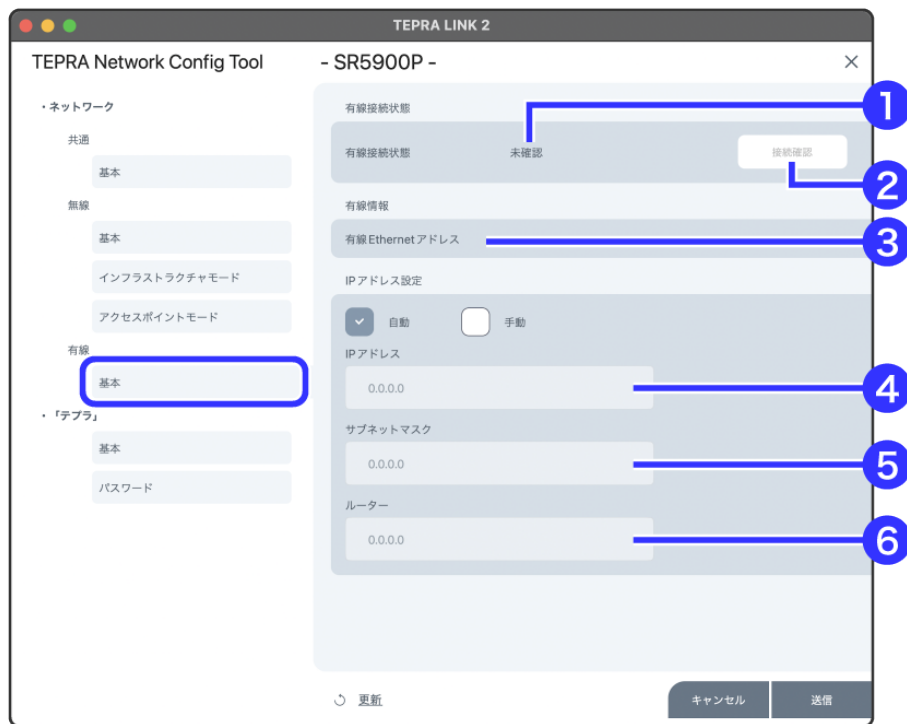 TEPRA LINK 2
TEPRA Network Config Tool
- SR5900P -
・ネットワーク
共通
基本
無線
基本
インフラストラクチャモード
アクセスポイントモード
有線
基本
・「テプラ」
基本
パスワード
有線接続状態
有線接続状態 未確認 接続確認
有線情報
有線Ethernetアドレス
IPアドレス設定
自動 手動
IPアドレス
0.0.0.0
サブネットマスク
0.0.0.0
ルーター
0.0.0.0
更新
キャンセル 送信
1
2
3
4
5
6